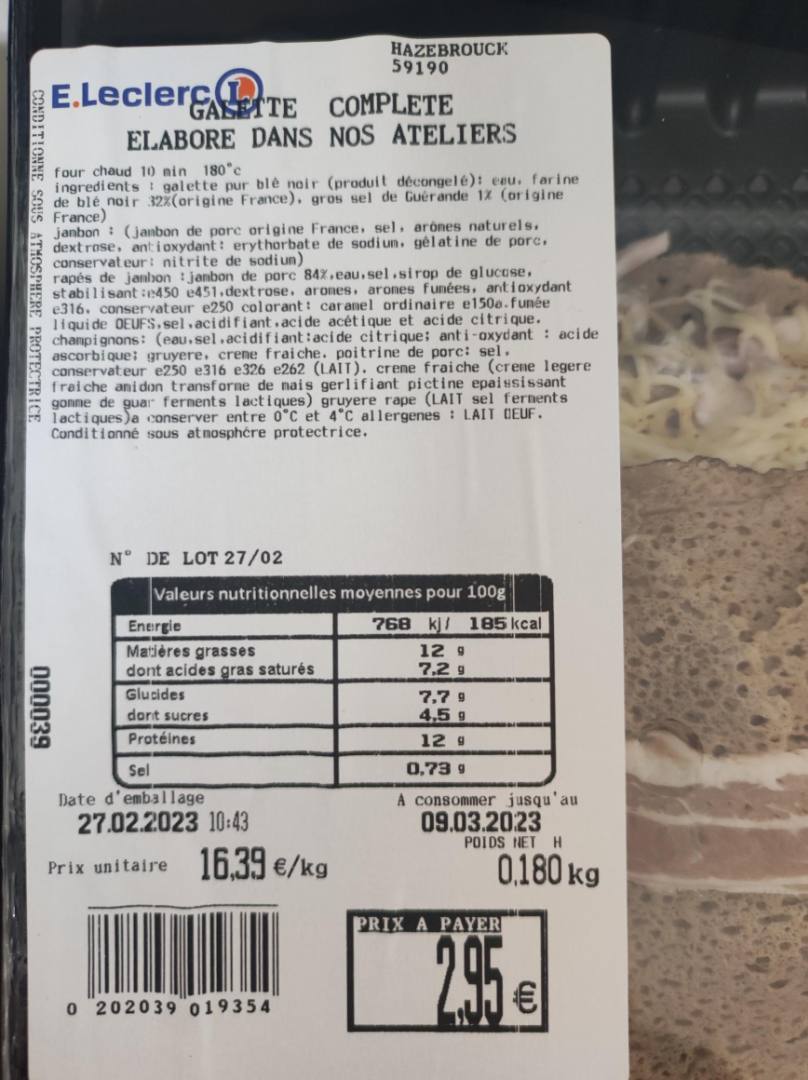 HAZEBROUCK
59190
E.Leclerc L
GALETTE COMPLETE
ELABORE DANS NOS ATELIERS
four chaud 10 min 180°c
ingredients : galette pur blé noir (produit décongelé): eau, farine
de blé noir 32%(origine France), gros sel de Guérande 1% (origine
France)
jambon : (jambon de porc origine France, sel, arômes naturels,
dextrose, antioxydant: erythorbate de sodium, gélatine de porc,
conservateur: nitrite de sodium)
rapés de jambon :jambon de porc 84%,eau,sel,sirop de glucose,
stabilisant:e450 e451,dextrose, aromes, aromes fumées, antioxydant
e316, conservateur e250 colorant: caramel ordinaire e150a.fumée
liquide OEUFS,sel,acidifiant,acide acétique et acide citrique.
champignons: (eau,sel,acidifiant:acide citrique: anti-oxydant : acide
ascorbique; gruyere, creme fraiche, poitrine de porc: sel,
conservateur e250 e316 e326 e262 (LAIT), creme fraiche (creme legere
fraiche amidon transforme de mais gerlifiant pictine epaississant
gomme de guar ferments lactiques) gruyere rape (LAIT sel ferments
lactiques)a conserver entre 0°C et 4°C allergenes : LAIT OEUF.
Conditionné sous atmosphère protectrice.
CONDITIONNE SOUS ATMOSPHERE PROTECTRICE
N° DE LOT 27/02
Valeurs nutritionnelles moyennes pour 100g
Energie 768 kj/ 185 kcal
Matières grasses 12 g
dont acides gras saturés 7,2 g
Glucides 7,7 g
dont sucres 4,5 g
Protéines 12 g
Sel 0,73 g
000039
Date d'emballage A consommer jusqu'au
27.02.2023 10:43 09.03.2023
POIDS NET H
Prix unitaire 16,39 €/kg 0,180 kg
PRIX A PAYER
2,95 €
0 202039 019354